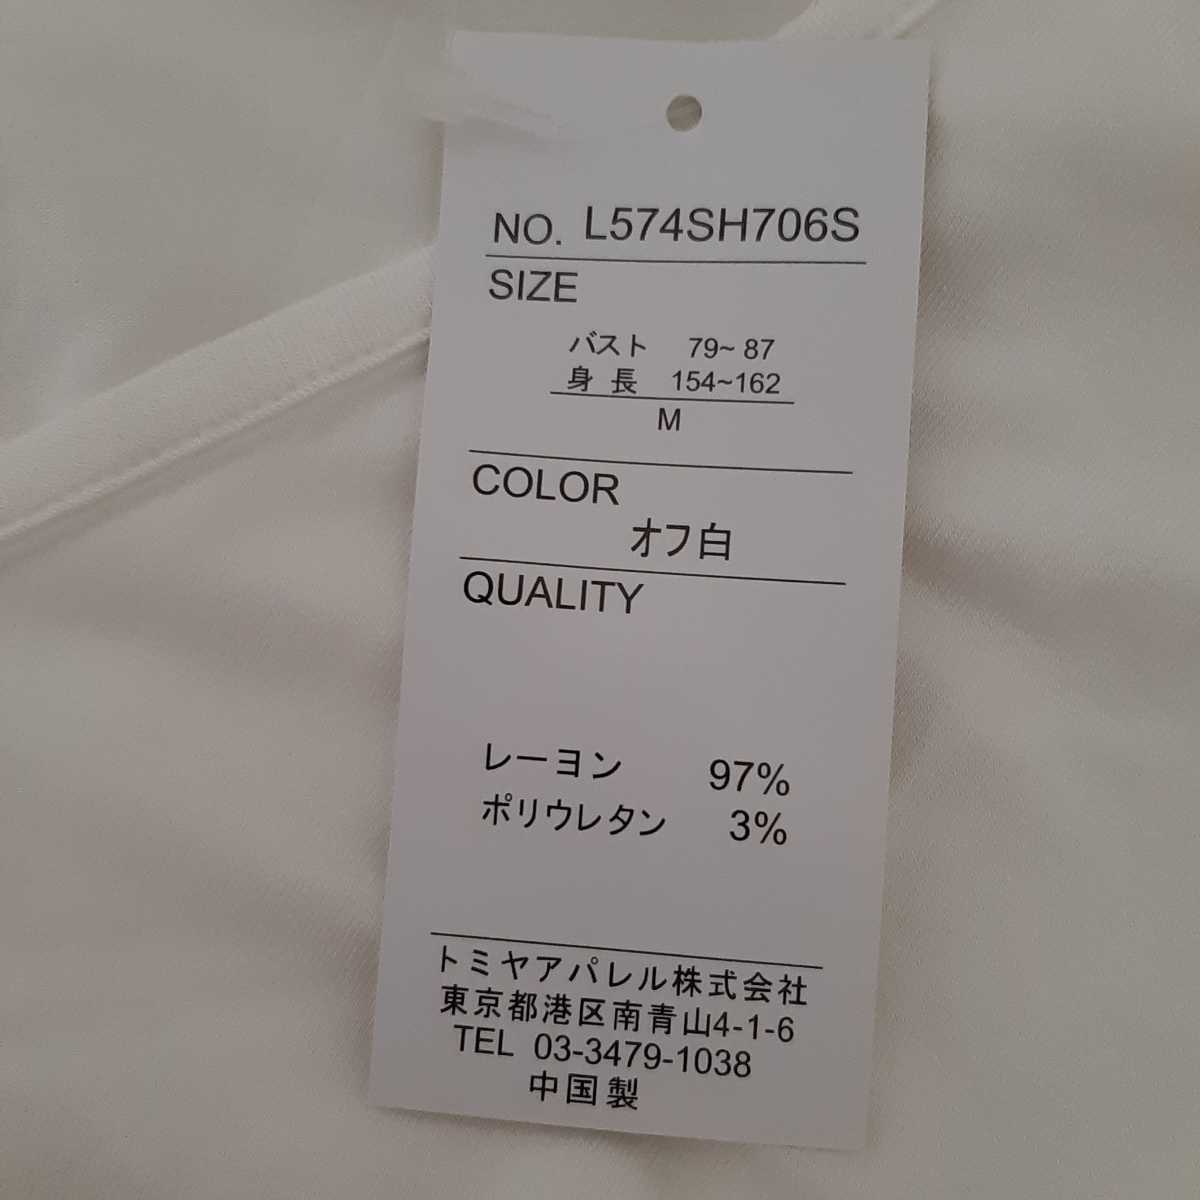 NO. L574SH706S
SIZE
バスト 79~87
身長 154~162
M
COLOR
オフ白
QUALITY
レーヨン 97%
ポリウレタン 3%
トミヤアパレル株式会社
東京都港区南青山4-1-6
TEL 03-3479-1038
中国製